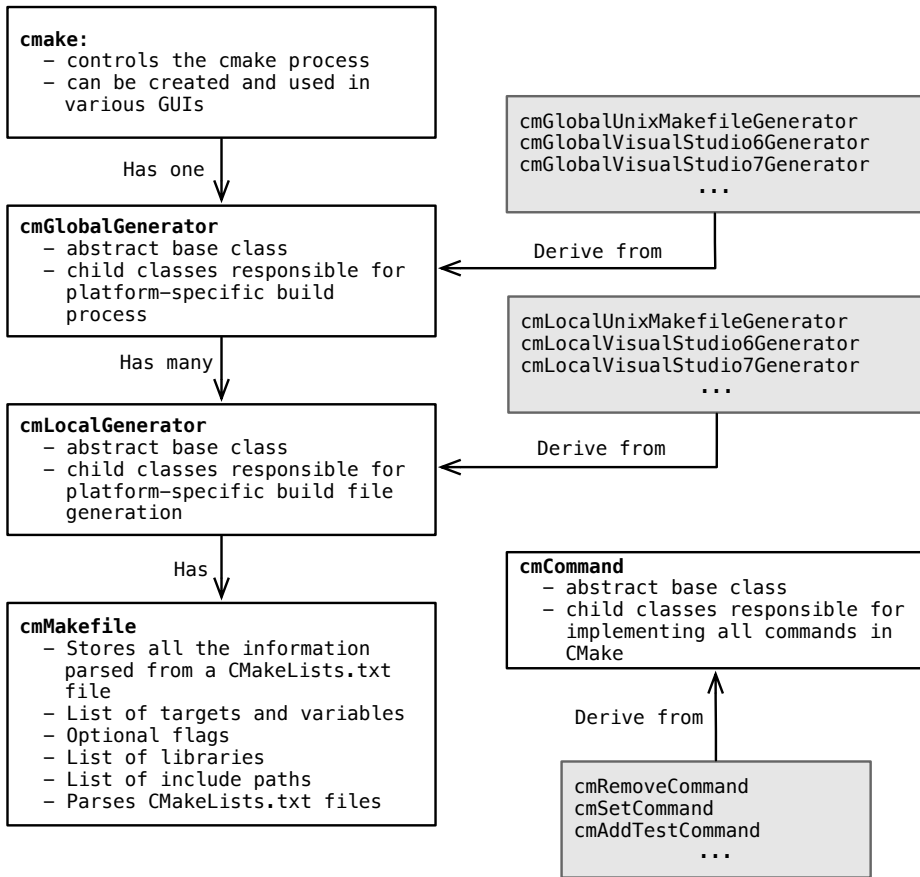 cmake:
– controls the cmake process
– can be created and used in
various GUIs
Has one
cmGlobalUnixMakefileGenerator
cmGlobalVisualStudio6Generator
cmGlobalVisualStudio7Generator
...
Derive from
cmGlobalGenerator
– abstract base class
– child classes responsible for
platform–specific build
process
Has many
cmLocalUnixMakefileGenerator
cmLocalVisualStudio6Generator
cmLocalVisualStudio7Generator
...
Derive from
cmLocalGenerator
– abstract base class
– child classes responsible for
platform–specific build file
generation
Has
cmMakefile
– Stores all the information
parsed from a CMakeLists.txt
file
– List of targets and variables
– Optional flags
– List of libraries
– List of include paths
– Parses CMakeLists.txt files
cmCommand
– abstract base class
– child classes responsible for
implementing all commands in
CMake
Derive from
cmRemoveCommand
cmSetCommand
cmAddTestCommand
...